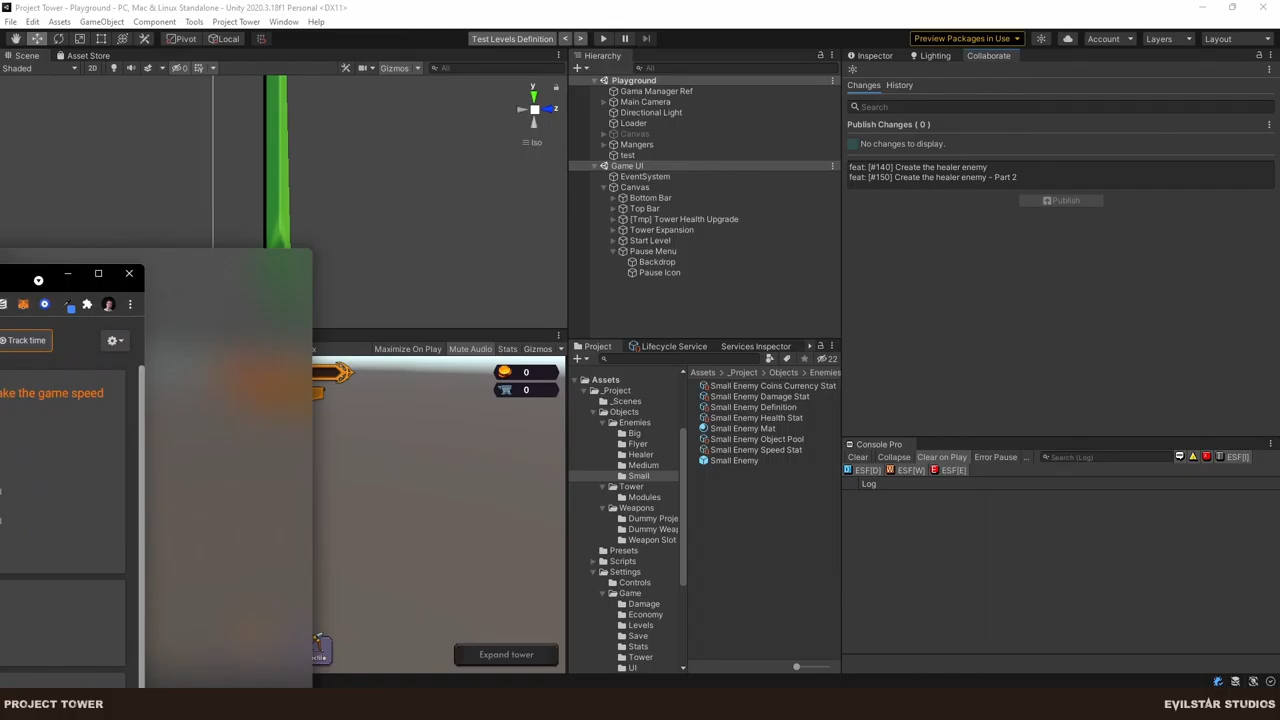 Project Tower - Playground - PC, Mac & Linux Standalone - Unity 2020.3.18f1 Personal <DX11>
File Edit Assets GameObject Component Tools Project Tower Window Help
Pivot Local Test Levels Definition Preview Packages in Use Account Layers Layout
Scene Asset Store
Shaded 2D 0 Gizmos All
y
z
Iso
Track time
ake the game speed
Maximize On Play Mute Audio Stats Gizmos
0
0
Expand tower
Hierarchy
All
Playground
Gama Manager Ref
Main Camera
Directional Light
Loader
Canvas
Mangers
test
Game UI
EventSystem
Canvas
Bottom Bar
Top Bar
[Tmp] Tower Health Upgrade
Tower Expansion
Start Level
Pause Menu
Backdrop
Pause Icon
Project Lifecycle Service Services Inspector
22
Assets
_Project
_Scenes
Objects
Enemies
Big
Flyer
Healer
Medium
Small
Tower
Modules
Weapons
Dummy Proje
Dummy Weap
Weapon Slot
Presets
Scripts
Settings
Controls
Game
Damage
Economy
Levels
Save
Stats
Tower
UI
Assets _Project Objects Enemies
Small Enemy Coins Currency Stat
Small Enemy Damage Stat
Small Enemy Definition
Small Enemy Health Stat
Small Enemy Mat
Small Enemy Object Pool
Small Enemy Speed Stat
Small Enemy
Inspector Lighting Collaborate
Changes History
Search
Publish Changes ( 0 )
No changes to display.
feat: [#140] Create the healer enemy
feat: [#150] Create the healer enemy - Part 2
Publish
Console Pro
Clear Collapse Clear on Play Error Pause ... Search (Log) ESF[I]
ESF[D] ESF[W] ESF[E]
Log
PROJECT TOWER
EVILSTAR STUDIOS